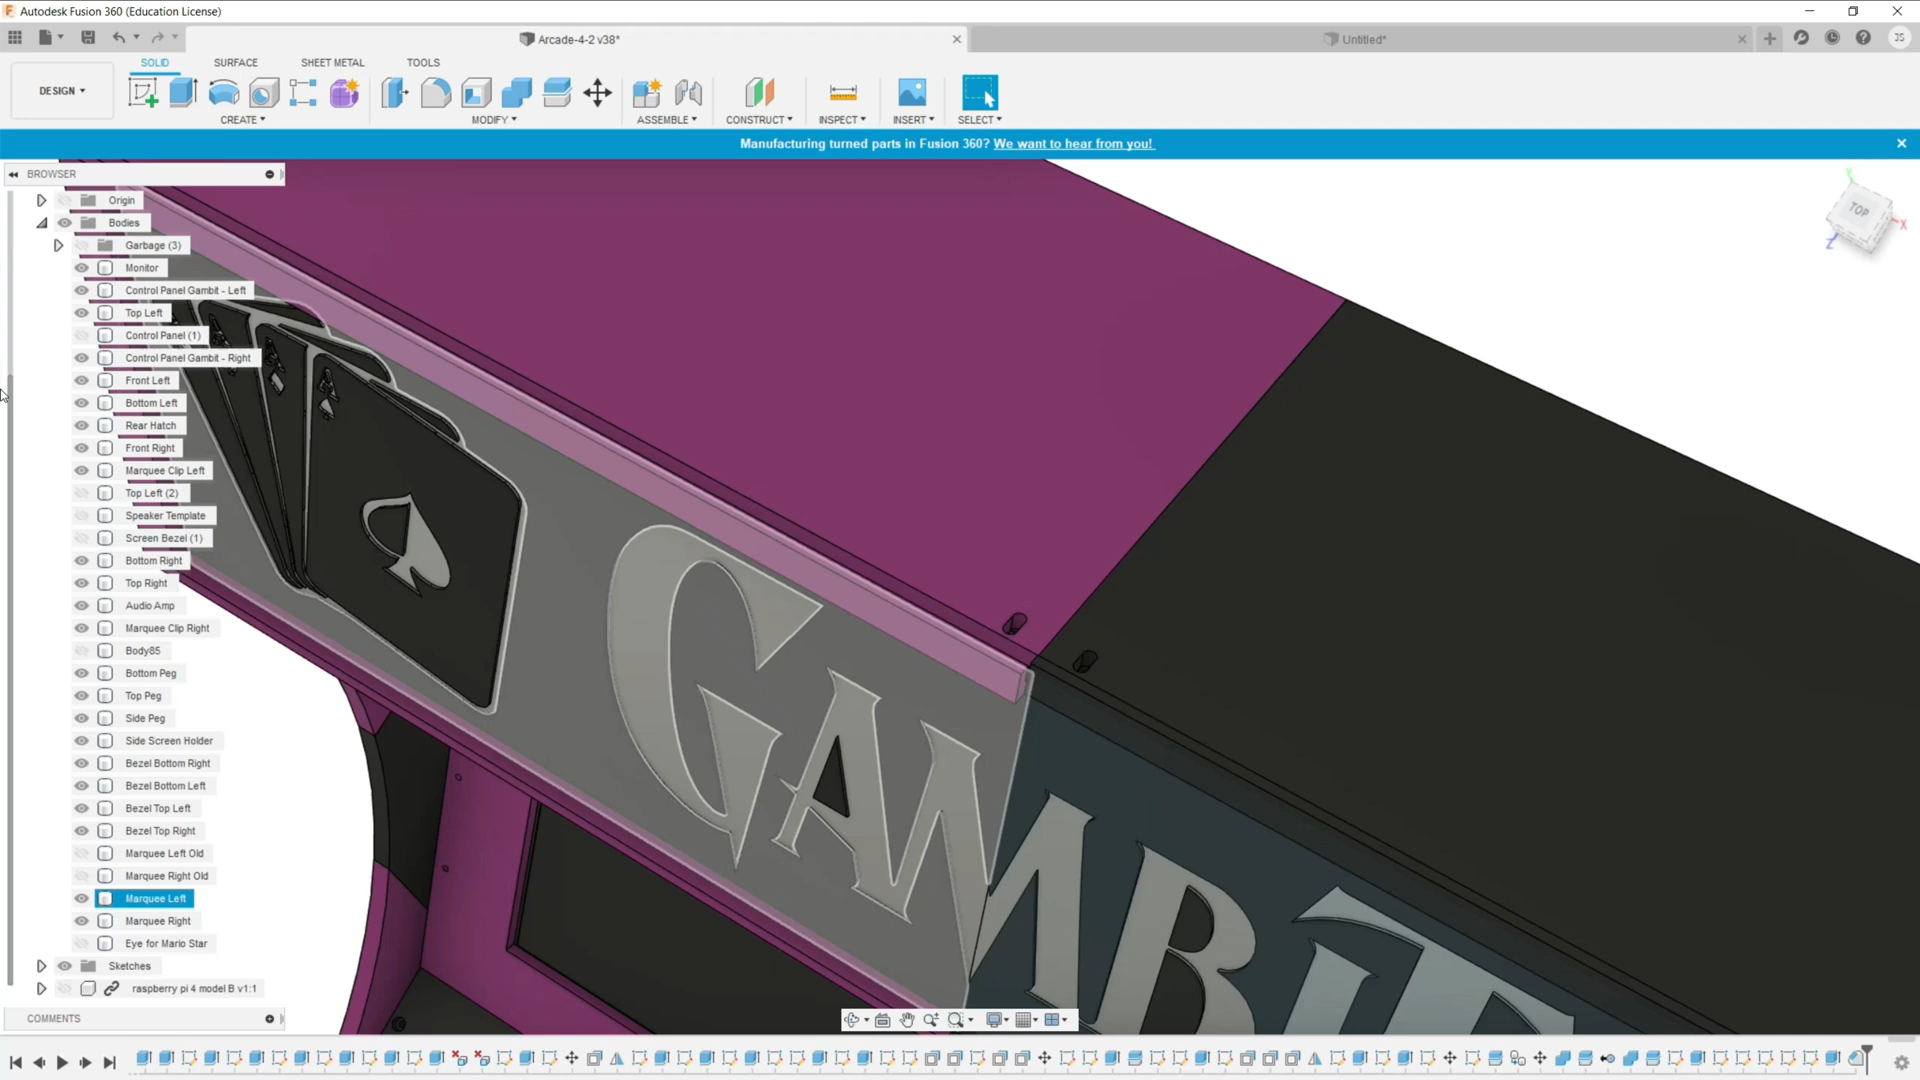 Autodesk Fusion 360 (Education License)
Arcade-4-2 v38*
Untitled*
JS
DESIGN
SOLID
SURFACE
SHEET METAL
TOOLS
CREATE
MODIFY
ASSEMBLE
CONSTRUCT
INSPECT
INSERT
SELECT
Manufacturing turned parts in Fusion 360? We want to hear from you!
BROWSER
Origin
Bodies
Garbage (3)
Monitor
Control Panel Gambit - Left
Top Left
Control Panel (1)
Control Panel Gambit - Right
Front Left
Bottom Left
Rear Hatch
Front Right
Marquee Clip Left
Top Left (2)
Speaker Template
Screen Bezel (1)
Bottom Right
Top Right
Audio Amp
Marquee Clip Right
Body85
Bottom Peg
Top Peg
Side Peg
Side Screen Holder
Bezel Bottom Right
Bezel Bottom Left
Bezel Top Left
Bezel Top Right
Marquee Left Old
Marquee Right Old
Marquee Left
Marquee Right
Eye for Mario Star
Sketches
raspberry pi 4 model B v1:1
COMMENTS
TOP
X
Y
Z
A
A
A
A
GAMBIT